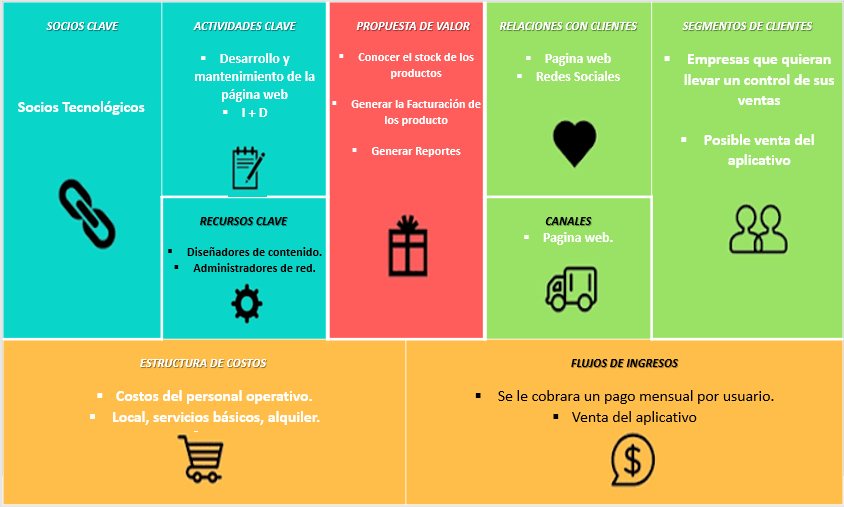 SOCIOS CLAVE
Socios Tecnológicos
ACTIVIDADES CLAVE
▪ Desarrollo y
mantenimiento de la
página web
▪ I + D
RECURSOS CLAVE
▪ Diseñadores de contenido.
▪ Administradores de red.
PROPUESTA DE VALOR
▪ Conocer el stock de los
productos
▪ Generar la Facturación de
los producto
▪ Generar Reportes
RELACIONES CON CLIENTES
▪ Pagina web
▪ Redes Sociales
CANALES
▪ Pagina web.
SEGMENTOS DE CLIENTES
▪ Empresas que quieran
llevar un control de sus
ventas
▪ Posible venta del
aplicativo
ESTRUCTURA DE COSTOS
▪ Costos del personal operativo.
▪ Local, servicios básicos, alquiler.
FLUJOS DE INGRESOS
▪ Se le cobrara un pago mensual por usuario.
▪ Venta del aplicativo
$